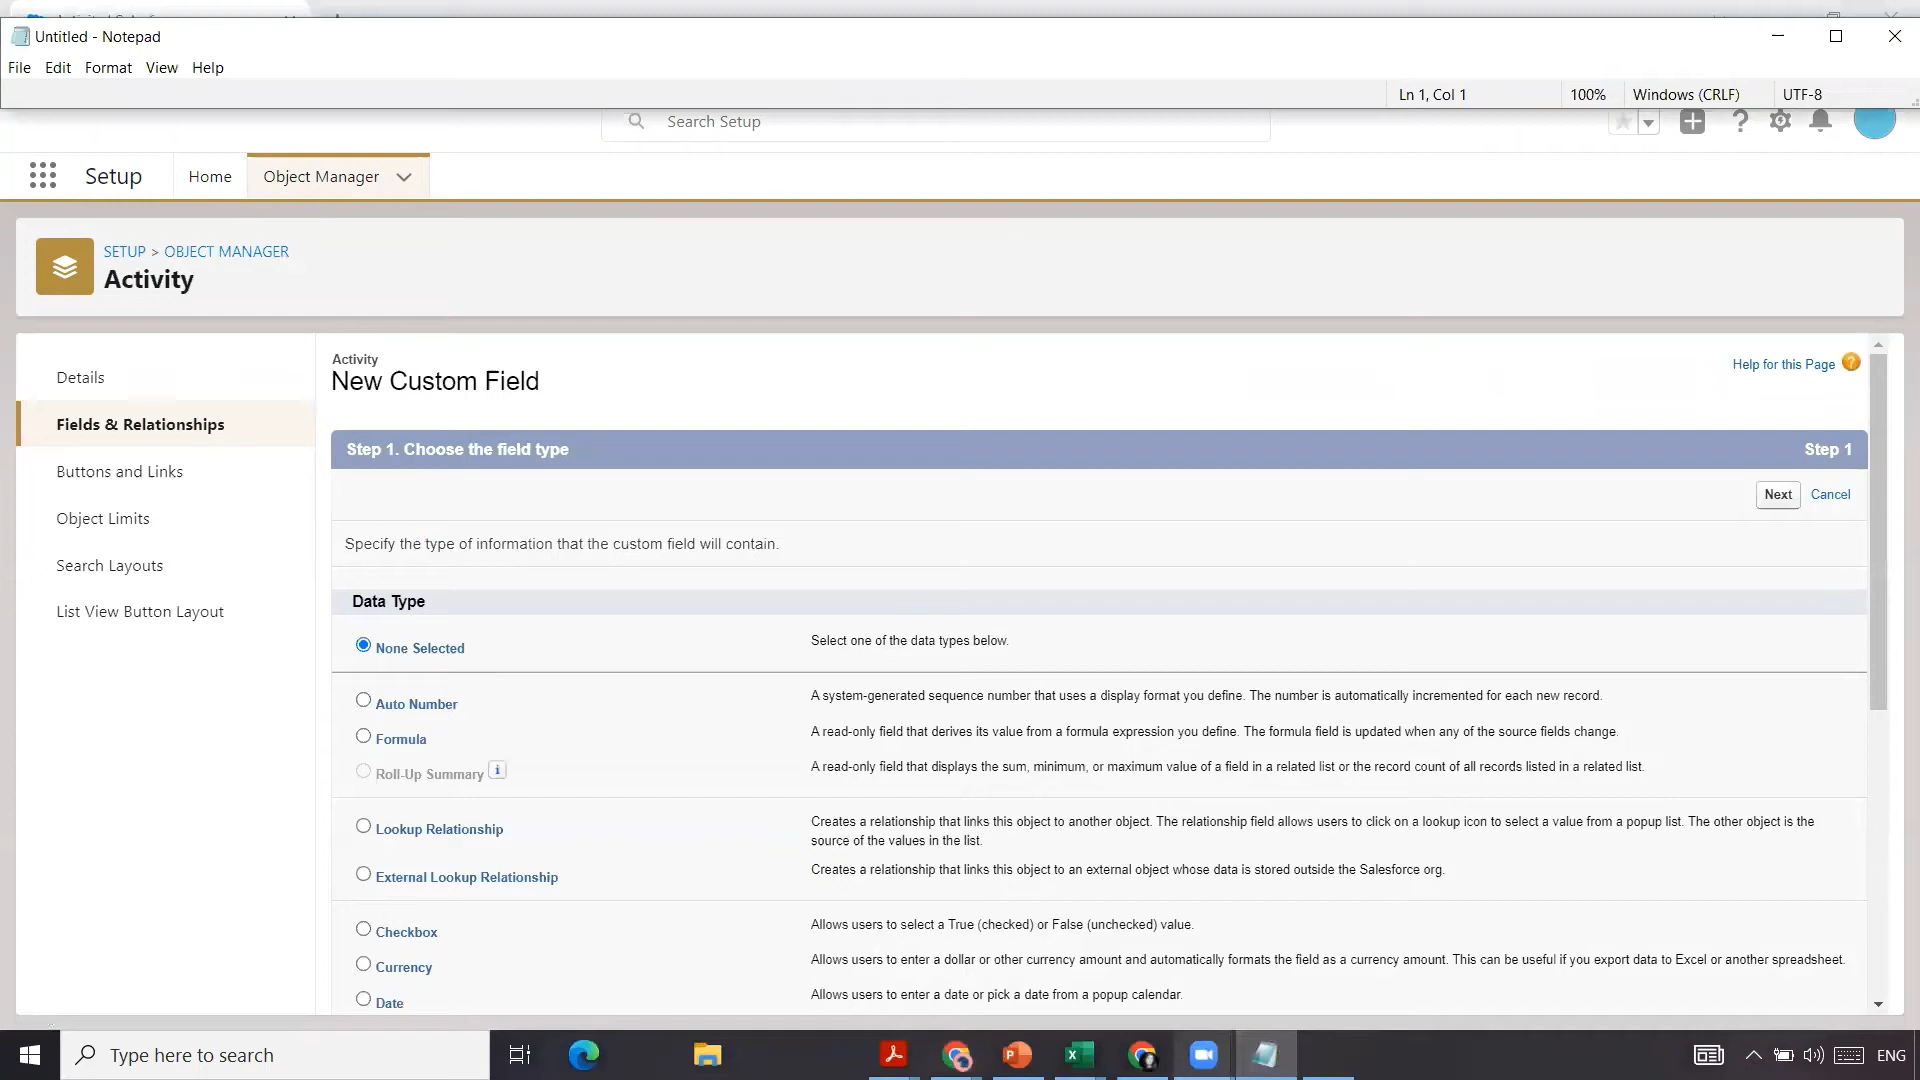 Untitled - Notepad
File Edit Format View Help
Ln 1, Col 1 100% Windows (CRLF) UTF-8
Search Setup
Setup Home Object Manager
SETUP > OBJECT MANAGER
Activity
Details
Fields & Relationships
Buttons and Links
Object Limits
Search Layouts
List View Button Layout
Activity
New Custom Field
Help for this Page
Step 1. Choose the field type Step 1
Next Cancel
Specify the type of information that the custom field will contain.
Data Type
None Selected Select one of the data types below.
Auto Number A system-generated sequence number that uses a display format you define. The number is automatically incremented for each new record.
Formula A read-only field that derives its value from a formula expression you define. The formula field is updated when any of the source fields change.
Roll-Up Summary i A read-only field that displays the sum, minimum, or maximum value of a field in a related list or the record count of all records listed in a related list.
Lookup Relationship Creates a relationship that links this object to another object. The relationship field allows users to click on a lookup icon to select a value from a popup list. The other object is the
source of the values in the list.
External Lookup Relationship Creates a relationship that links this object to an external object whose data is stored outside the Salesforce org.
Checkbox Allows users to select a True (checked) or False (unchecked) value.
Currency Allows users to enter a dollar or other currency amount and automatically formats the field as a currency amount. This can be useful if you export data to Excel or another spreadsheet.
Date Allows users to enter a date or pick a date from a popup calendar.
Type here to search ENG